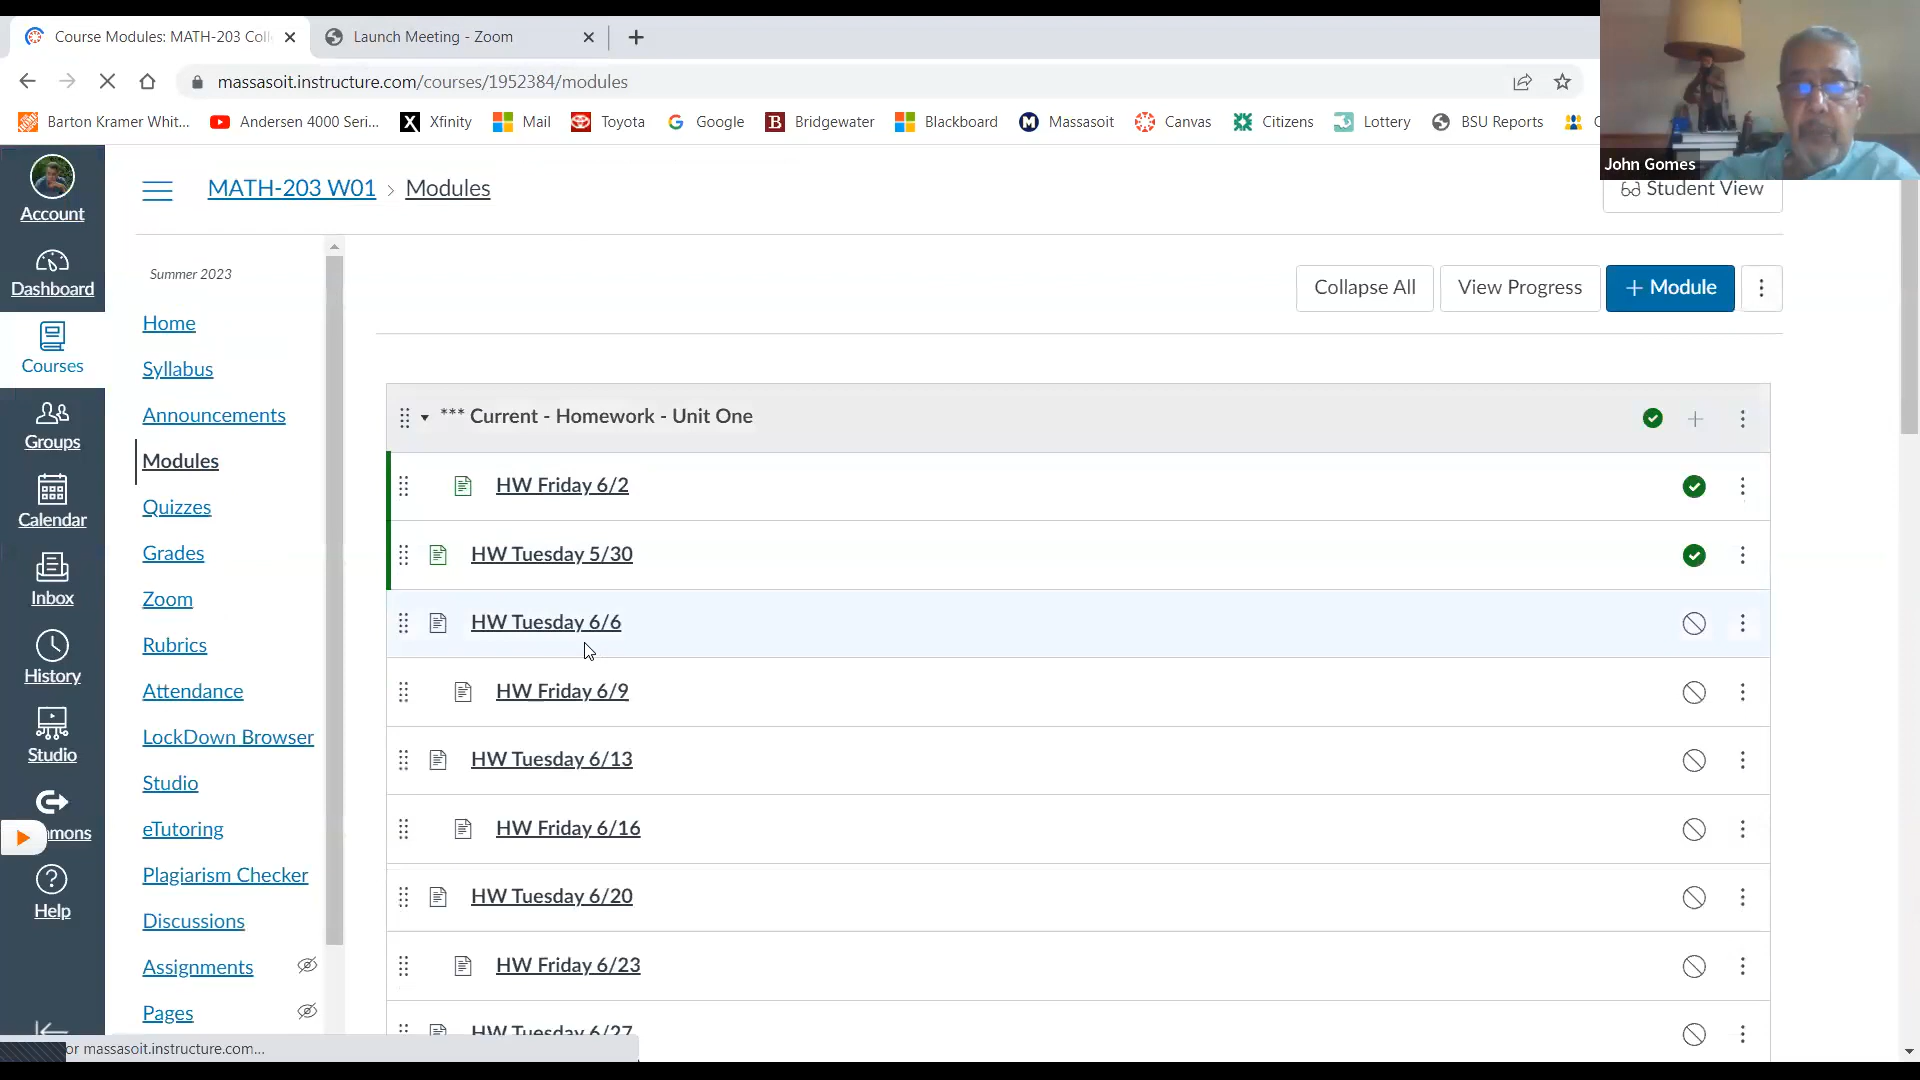 Course Modules: MATH-203 Coll
Launch Meeting - Zoom
massasoit.instructure.com/courses/1952384/modules
Barton Kramer Whit... Andersen 4000 Seri... Xfinity Mail Toyota Google Bridgewater Blackboard Massasoit Canvas Citizens Lottery BSU Reports
John Gomes
Account
Dashboard
Courses
Groups
Calendar
Inbox
History
Studio
mmons
Help
MATH-203 W01 › Modules
Student View
Summer 2023
Home
Syllabus
Announcements
Modules
Quizzes
Grades
Zoom
Rubrics
Attendance
LockDown Browser
Studio
eTutoring
Plagiarism Checker
Discussions
Assignments
Pages
Collapse All
View Progress
+ Module
*** Current - Homework - Unit One
HW Friday 6/2
HW Tuesday 5/30
HW Tuesday 6/6
HW Friday 6/9
HW Tuesday 6/13
HW Friday 6/16
HW Tuesday 6/20
HW Friday 6/23
HW Tuesday 6/27
or massasoit.instructure.com...